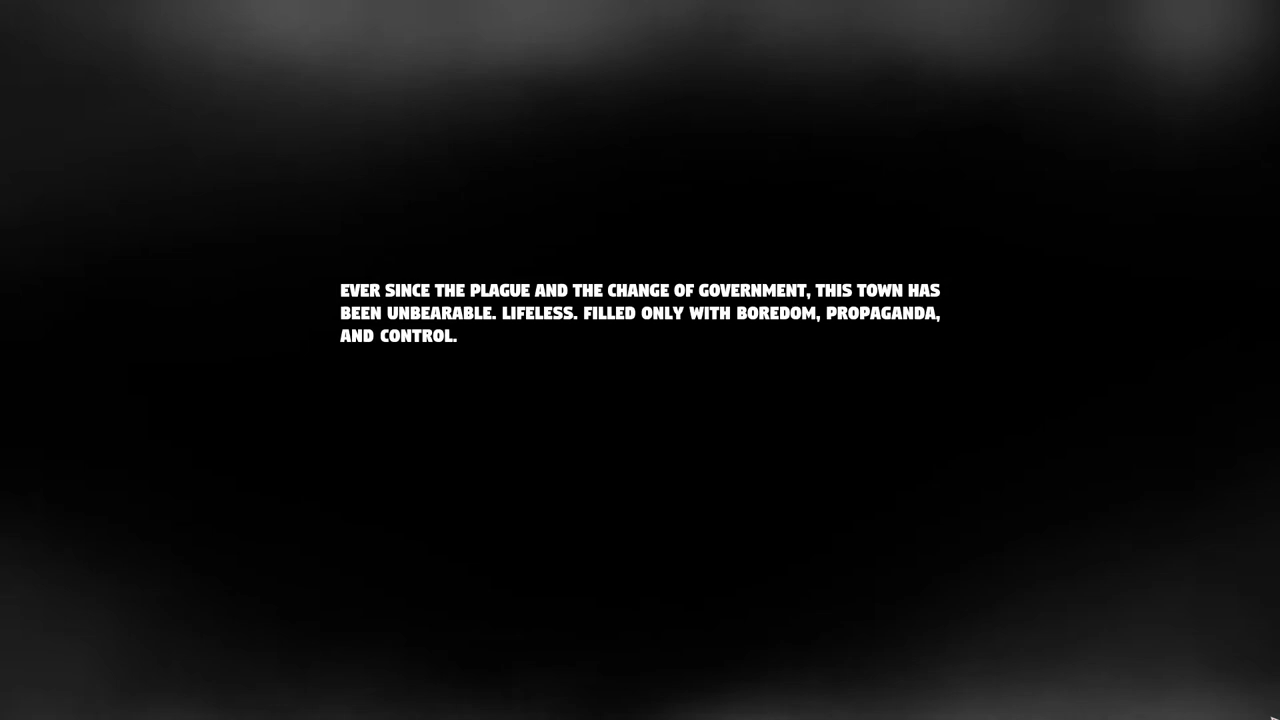 EVER SINCE THE PLAGUE AND THE CHANGE OF GOVERNMENT, THIS TOWN HAS
BEEN UNBEARABLE. LIFELESS. FILLED ONLY WITH BOREDOM, PROPAGANDA,
AND CONTROL.